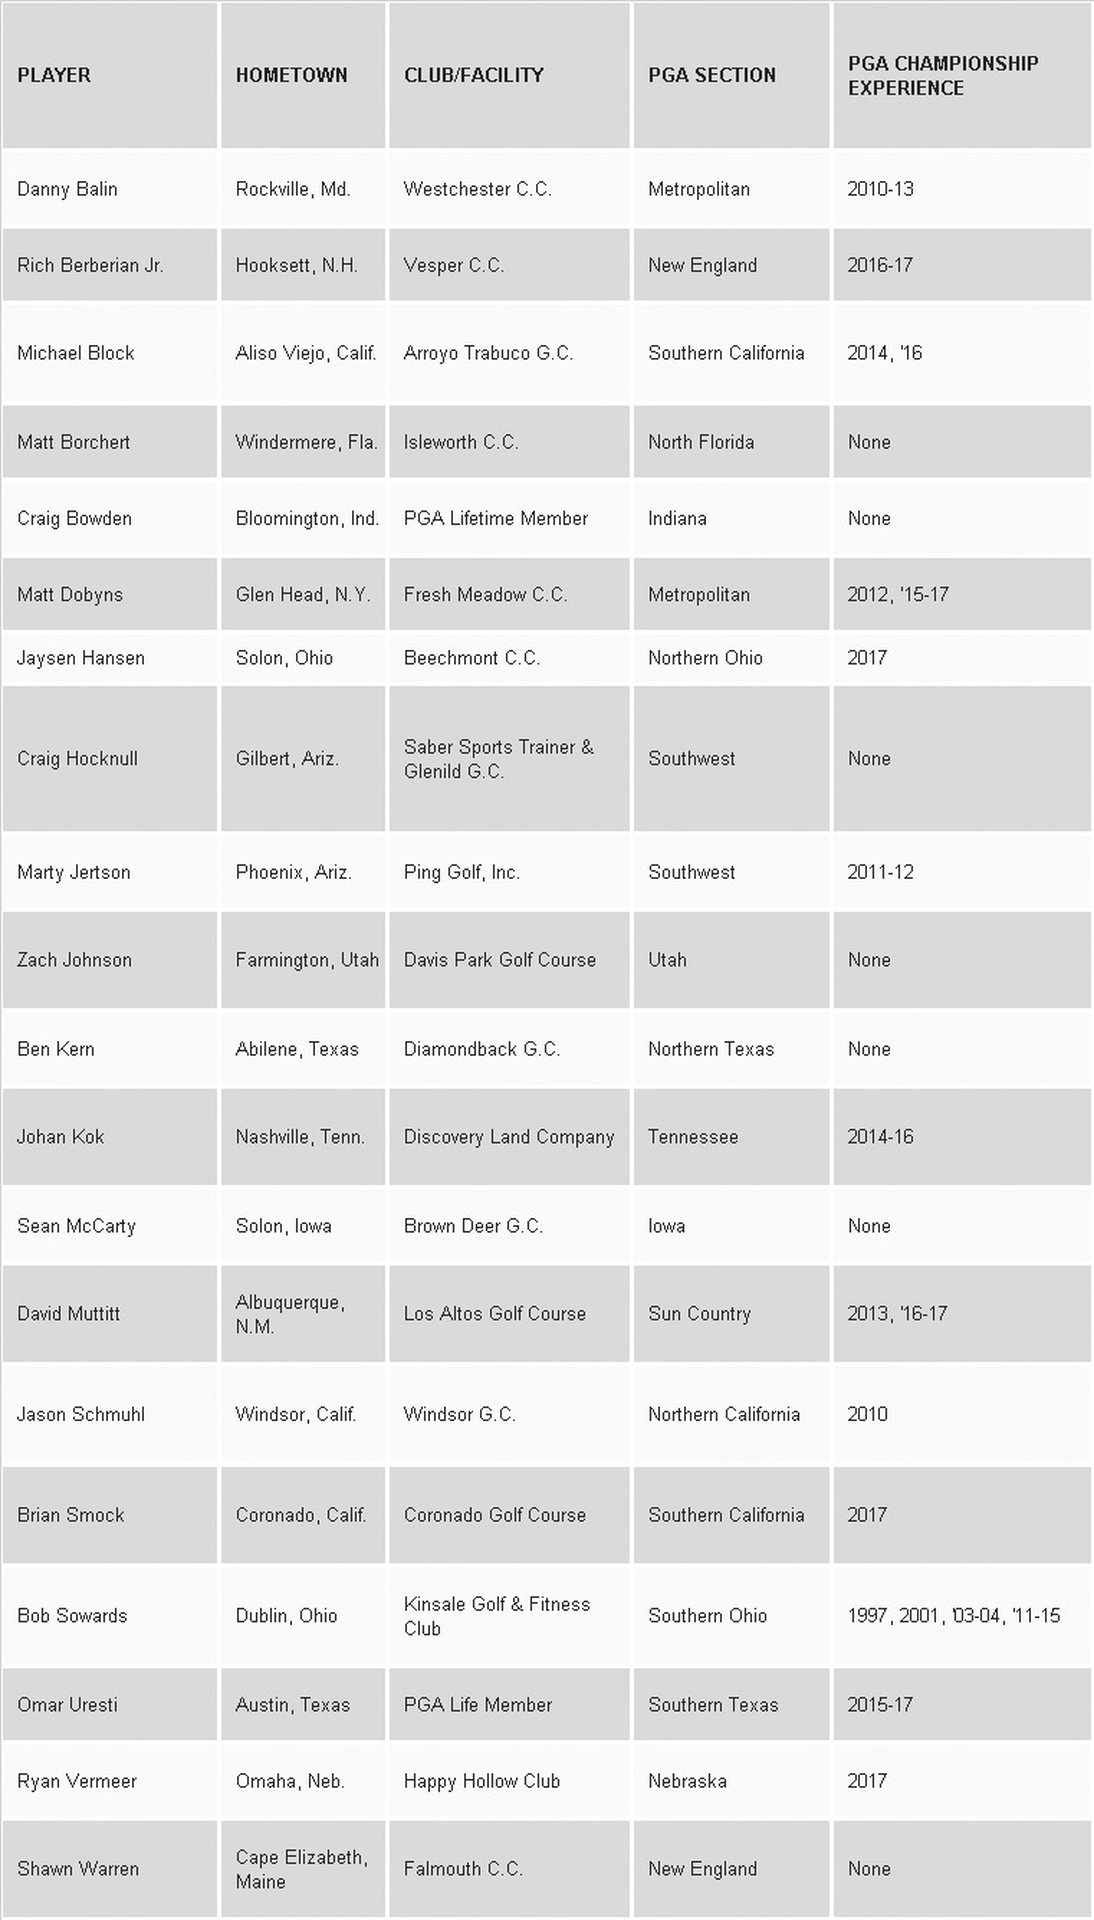 PLAYER HOMETOWN CLUB/FACILITY PGA SECTION PGA CHAMPIONSHIP
EXPERIENCE
Danny Balin Rockville, Md. Westchester C.C. Metropolitan 2010-13
Rich Berberian Jr. Hooksett, N.H. Vesper C.C. New England 2016-17
Michael Block Aliso Viejo, Calif. Arroyo Trabuco G.C. Southern California 2014, '16
Matt Borchert Windermere, Fla. Isleworth C.C. North Florida None
Craig Bowden Bloomington, Ind. PGA Lifetime Member Indiana None
Matt Dobyns Glen Head, N.Y. Fresh Meadow C.C. Metropolitan 2012, '15-17
Jaysen Hansen Solon, Ohio Beechmont C.C. Northern Ohio 2017
Craig Hocknull Gilbert, Ariz. Saber Sports Trainer &
Glenild G.C. Southwest None
Marty Jertson Phoenix, Ariz. Ping Golf, Inc. Southwest 2011-12
Zach Johnson Farmington, Utah Davis Park Golf Course Utah None
Ben Kern Abilene, Texas Diamondback G.C. Northern Texas None
Johan Kok Nashville, Tenn. Discovery Land Company Tennessee 2014-16
Sean McCarty Solon, Iowa Brown Deer G.C. Iowa None
David Muttitt Albuquerque,
N.M. Los Altos Golf Course Sun Country 2013, '16-17
Jason Schmuhl Windsor, Calif. Windsor G.C. Northern California 2010
Brian Smock Coronado, Calif. Coronado Golf Course Southern California 2017
Bob Sowards Dublin, Ohio Kinsale Golf & Fitness
Club Southern Ohio 1997, 2001, '03-04, '11-15
Omar Uresti Austin, Texas PGA Life Member Southern Texas 2015-17
Ryan Vermeer Omaha, Neb. Happy Hollow Club Nebraska 2017
Shawn Warren Cape Elizabeth,
Maine Falmouth C.C. New England None